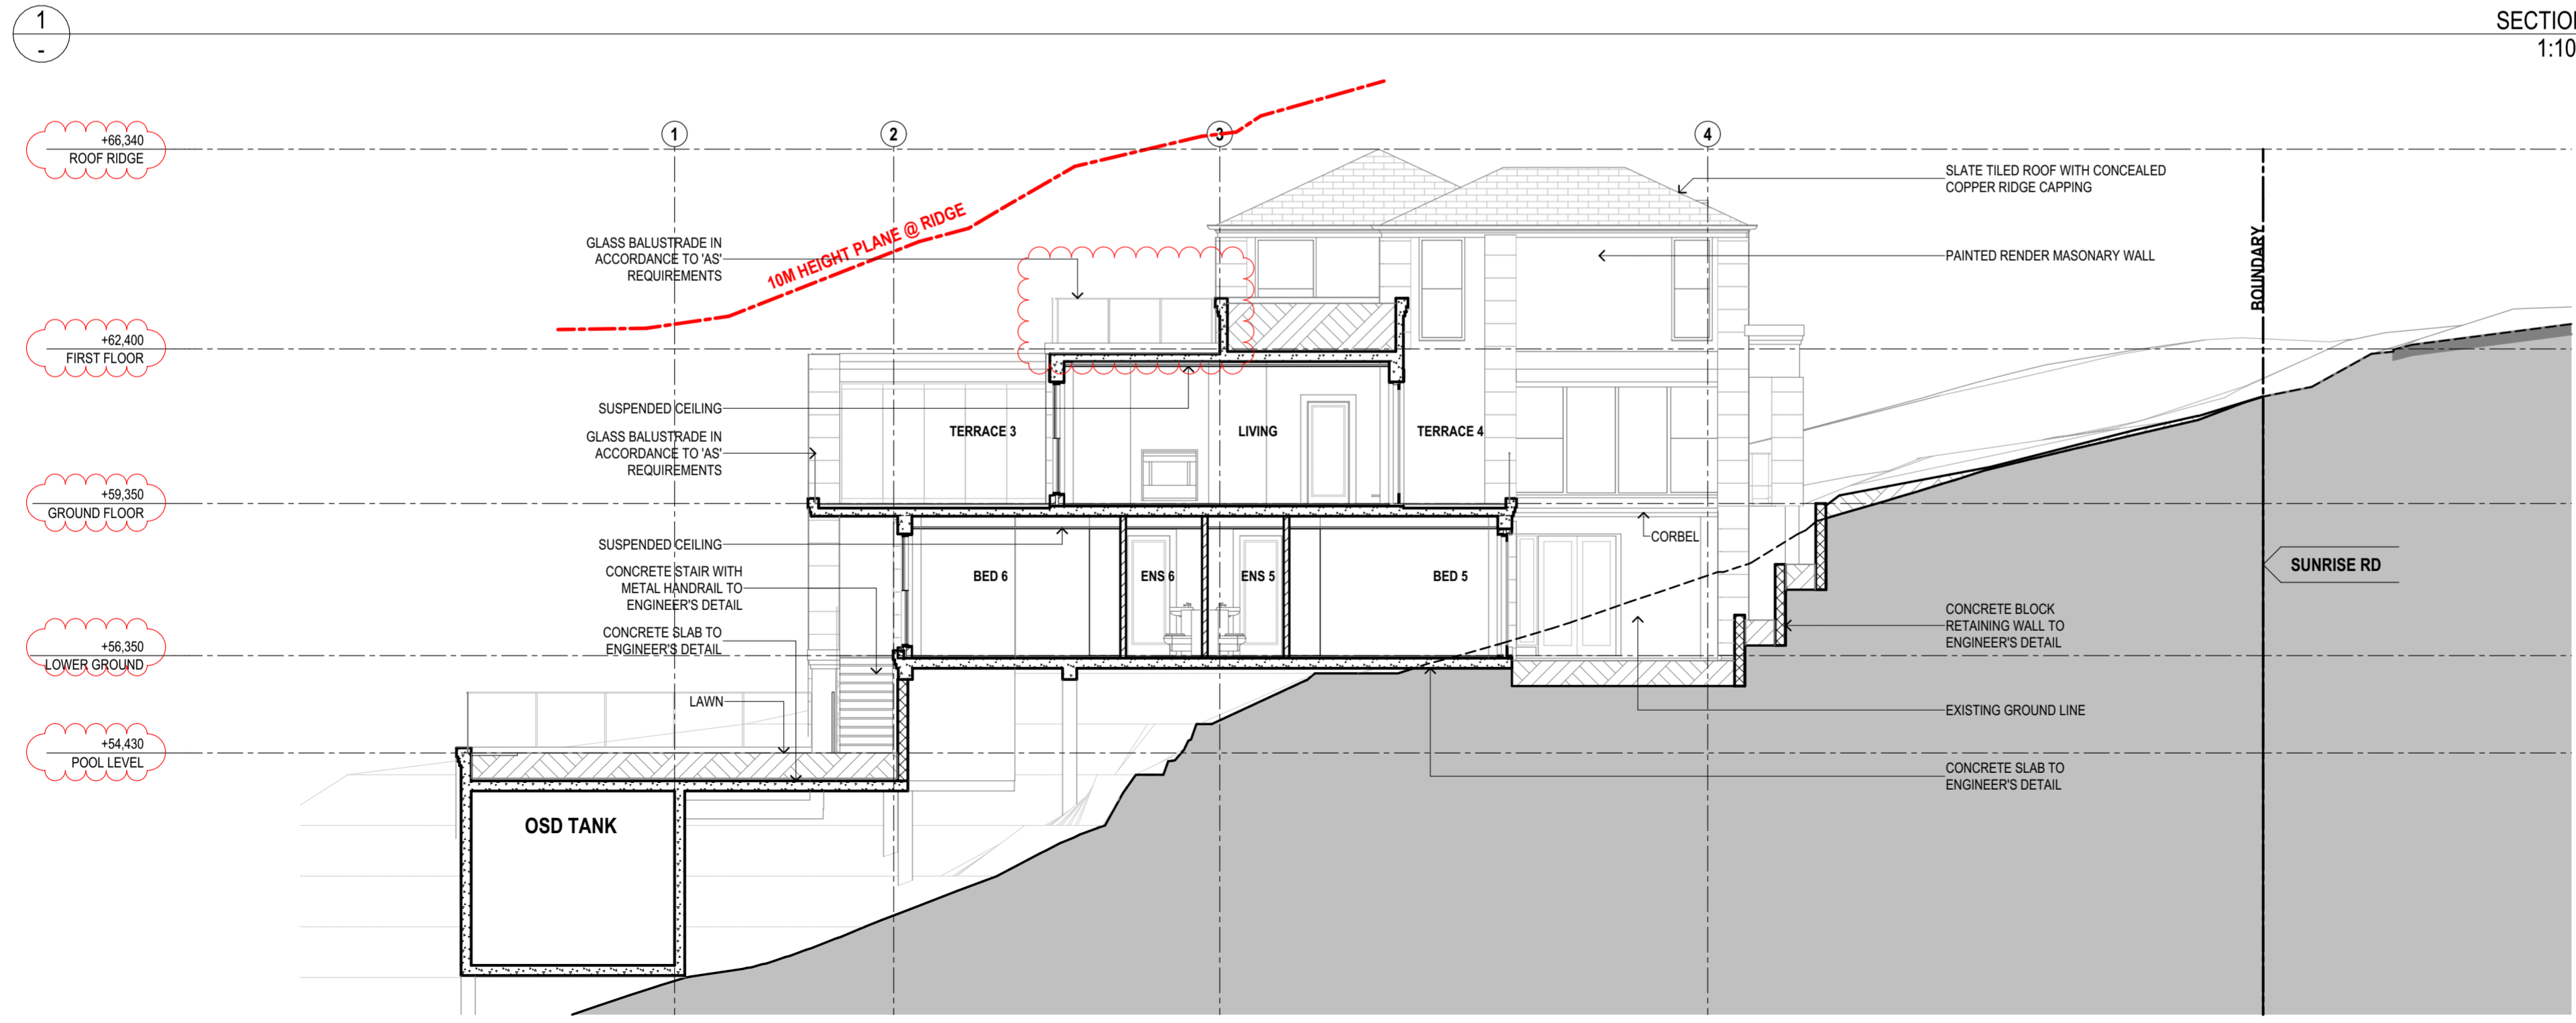 1
-
SECTION
1:10
+66,340
ROOF RIDGE
1
2
3
4
SLATE TILED ROOF WITH CONCEALED
COPPER RIDGE CAPPING
10M HEIGHT PLANE @ RIDGE
GLASS BALUSTRADE IN
ACCORDANCE TO 'AS'
REQUIREMENTS
PAINTED RENDER MASONARY WALL
BOUNDARY
+62,400
FIRST FLOOR
SUSPENDED CEILING
GLASS BALUSTRADE IN
ACCORDANCE TO 'AS'
REQUIREMENTS
TERRACE 3
LIVING
TERRACE 4
+59,350
GROUND FLOOR
SUSPENDED CEILING
CORBEL
CONCRETE STAIR WITH
METAL HANDRAIL TO
ENGINEER'S DETAIL
BED 6
ENS 6
ENS 5
BED 5
SUNRISE RD
CONCRETE SLAB TO
ENGINEER'S DETAIL
CONCRETE BLOCK
RETAINING WALL TO
ENGINEER'S DETAIL
+56,350
LOWER GROUND
LAWN
EXISTING GROUND LINE
+54,430
POOL LEVEL
CONCRETE SLAB TO
ENGINEER'S DETAIL
OSD TANK